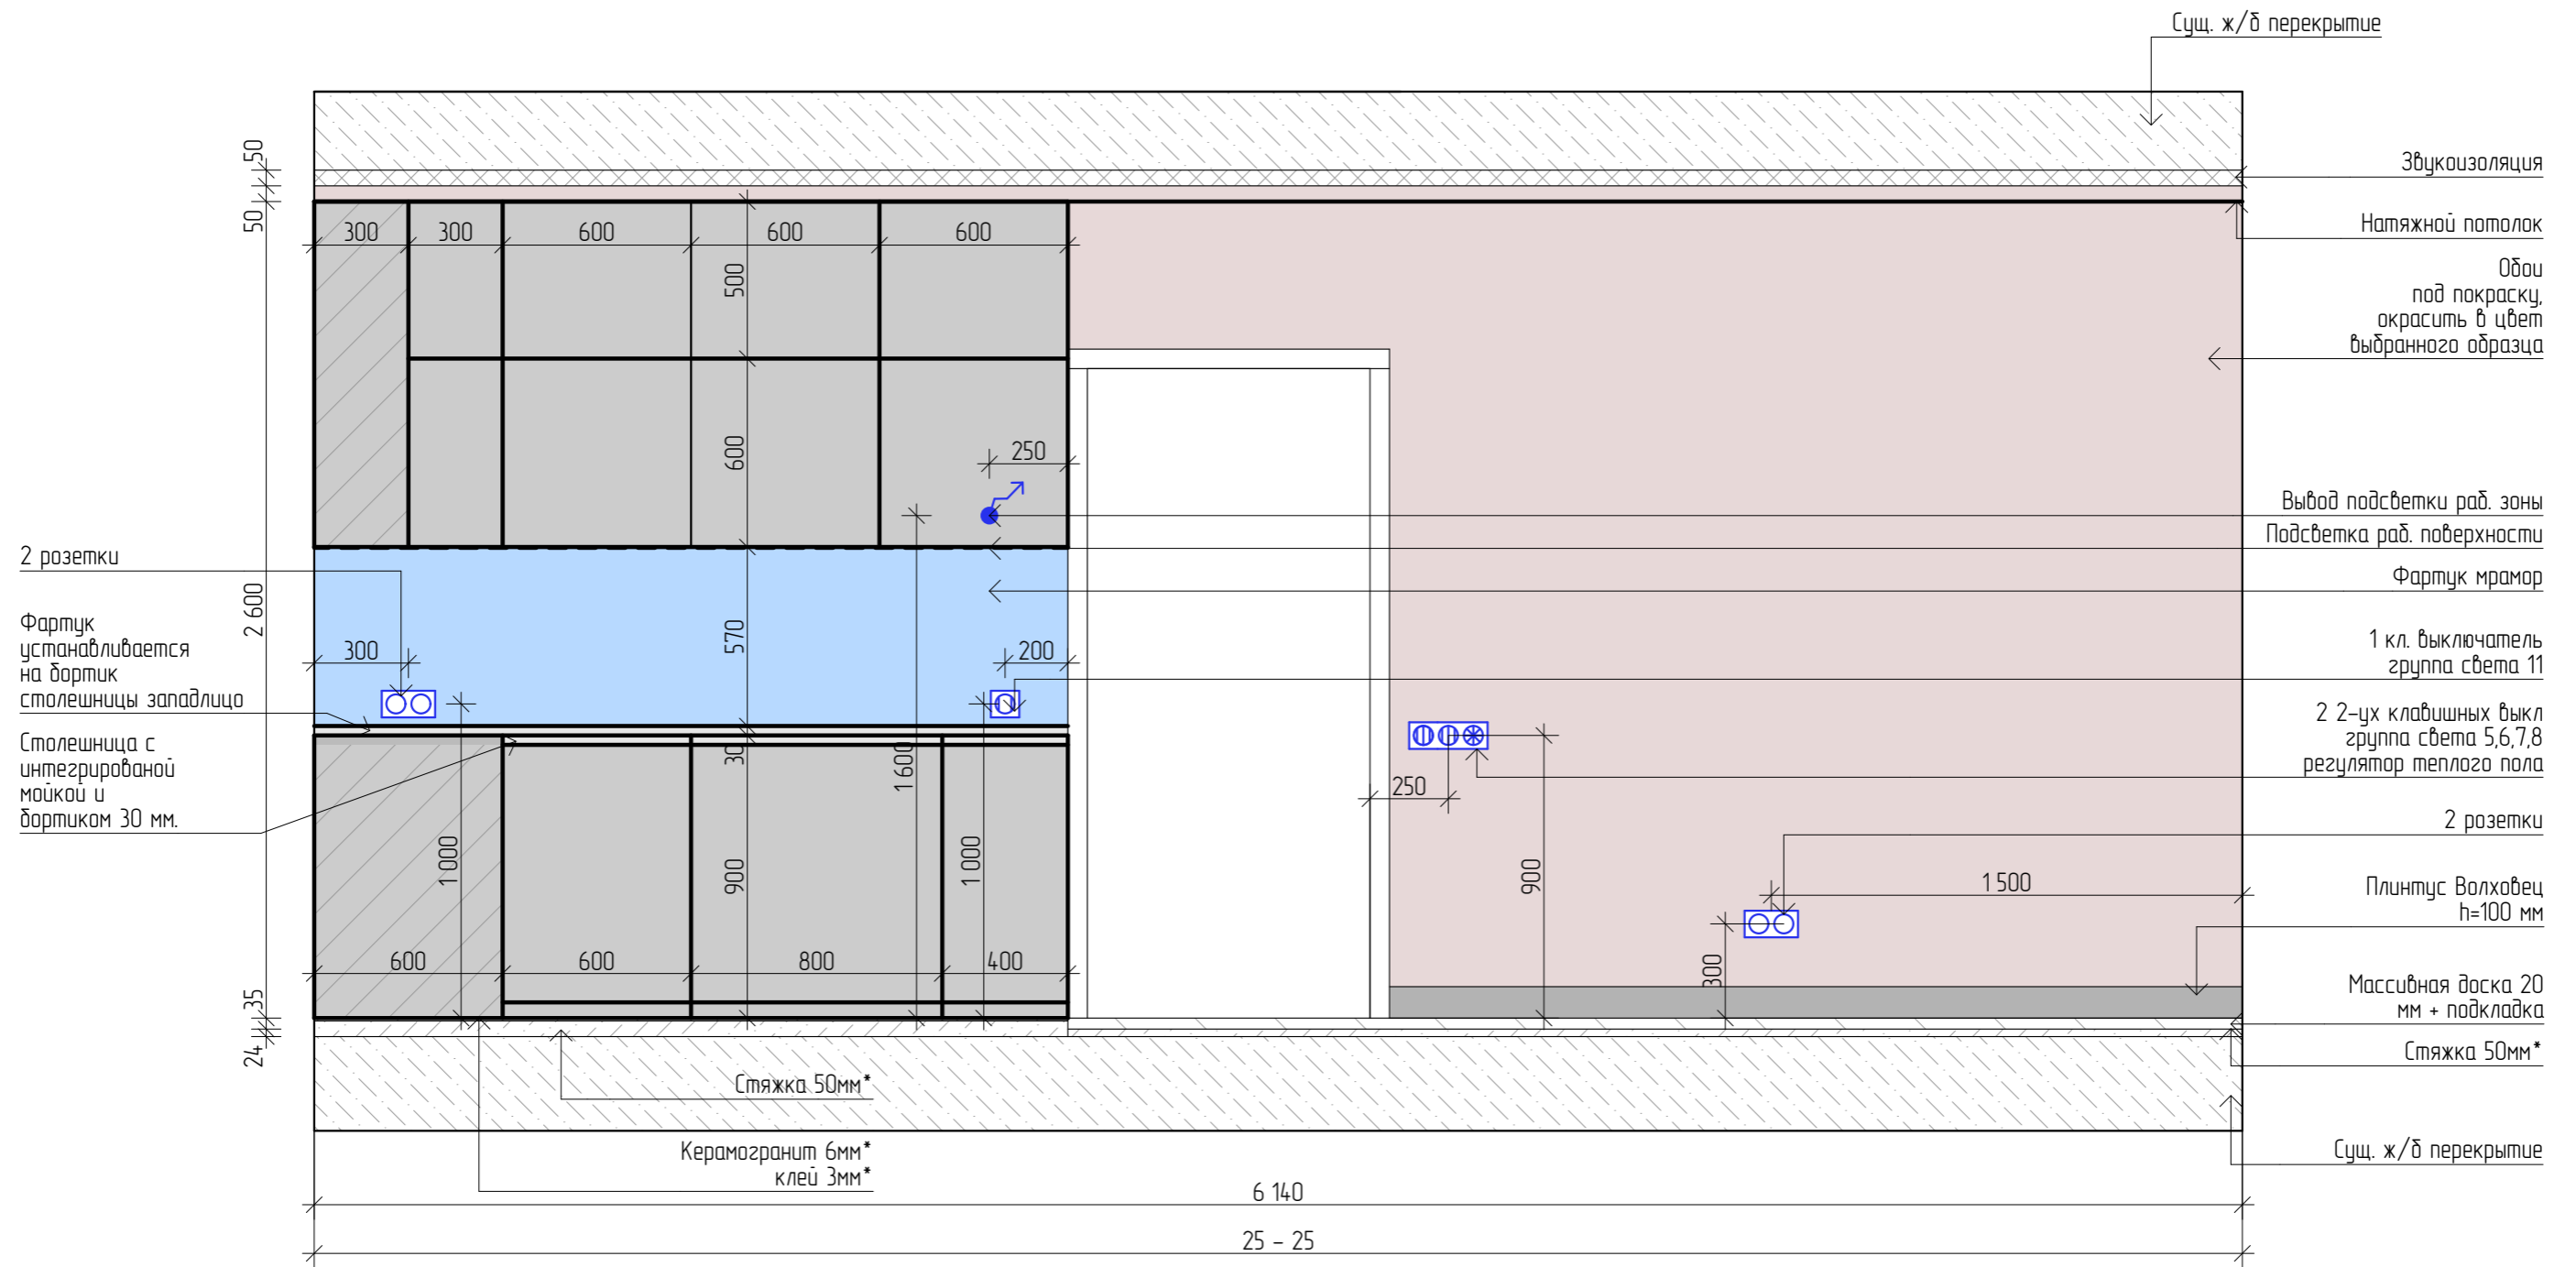 Сущ. ж/б перекрытие
50
Звукоизоляция
50
Натяжной потолок
300
300
600
600
600
500
Обои
под покраску,
окрасить в цвет
выбранного образца
600
250
Вывод подсветки раб. зоны
Подсветка раб. поверхности
2 розетки
Фартук мрамор
2 600
Фартук
устанавливается
на бортик
столешницы западлицо
570
300
200
1 кл. выключатель
группа света 11
2 2-ух клавишных выкл
группа света 5,6,7,8
регулятор теплого пола
Столешница с
интегрированой
мойкой и
бортиком 30 мм.
30
1 600
250
2 розетки
1 000
900
1 000
900
1 500
Плинтус Волховец
h=100 мм
600
600
800
400
300
35
Массивная доска 20
мм + подкладка
24
Стяжка 50мм*
Стяжка 50мм*
Керамогранит 6мм*
клей 3мм*
Сущ. ж/б перекрытие
6 140
25 - 25